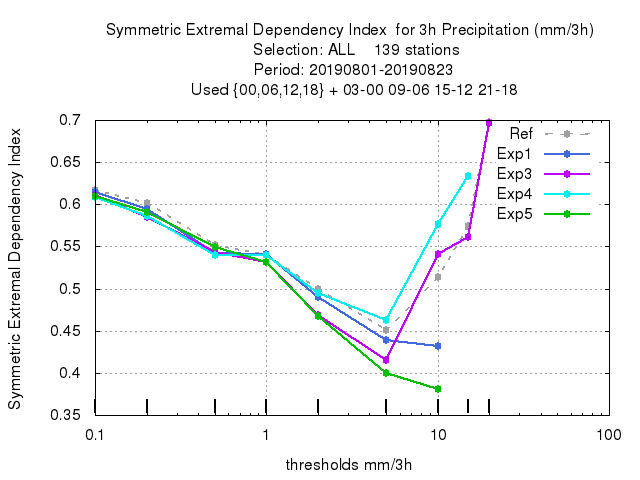 Symmetric Extremal Dependency Index  for 3h Precipitation (mm/3h)
Selection: ALL    139 stations
Period: 20190801-20190823
Used {00,06,12,18} + 03-00 09-06 15-12 21-18
Symmetric Extremal Dependency Index
0.7
0.65
0.6
0.55
0.5
0.45
0.4
0.35
Ref
Exp1
Exp3
Exp4
Exp5
0.1 1 10 100
thresholds mm/3h